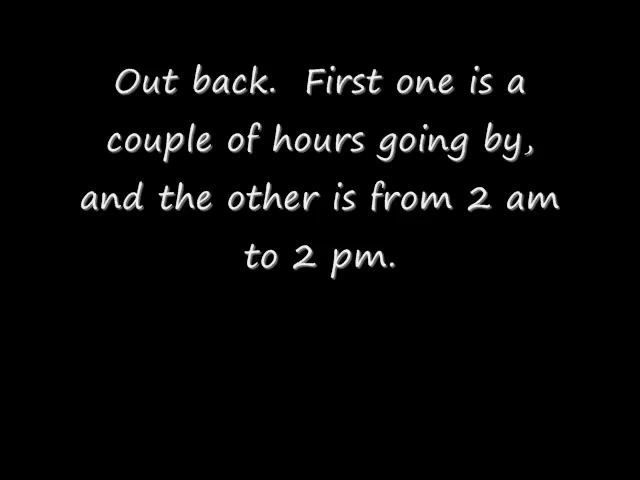 Out back.  First one is a
couple of hours going by,
and the other is from 2 am
to 2 pm.